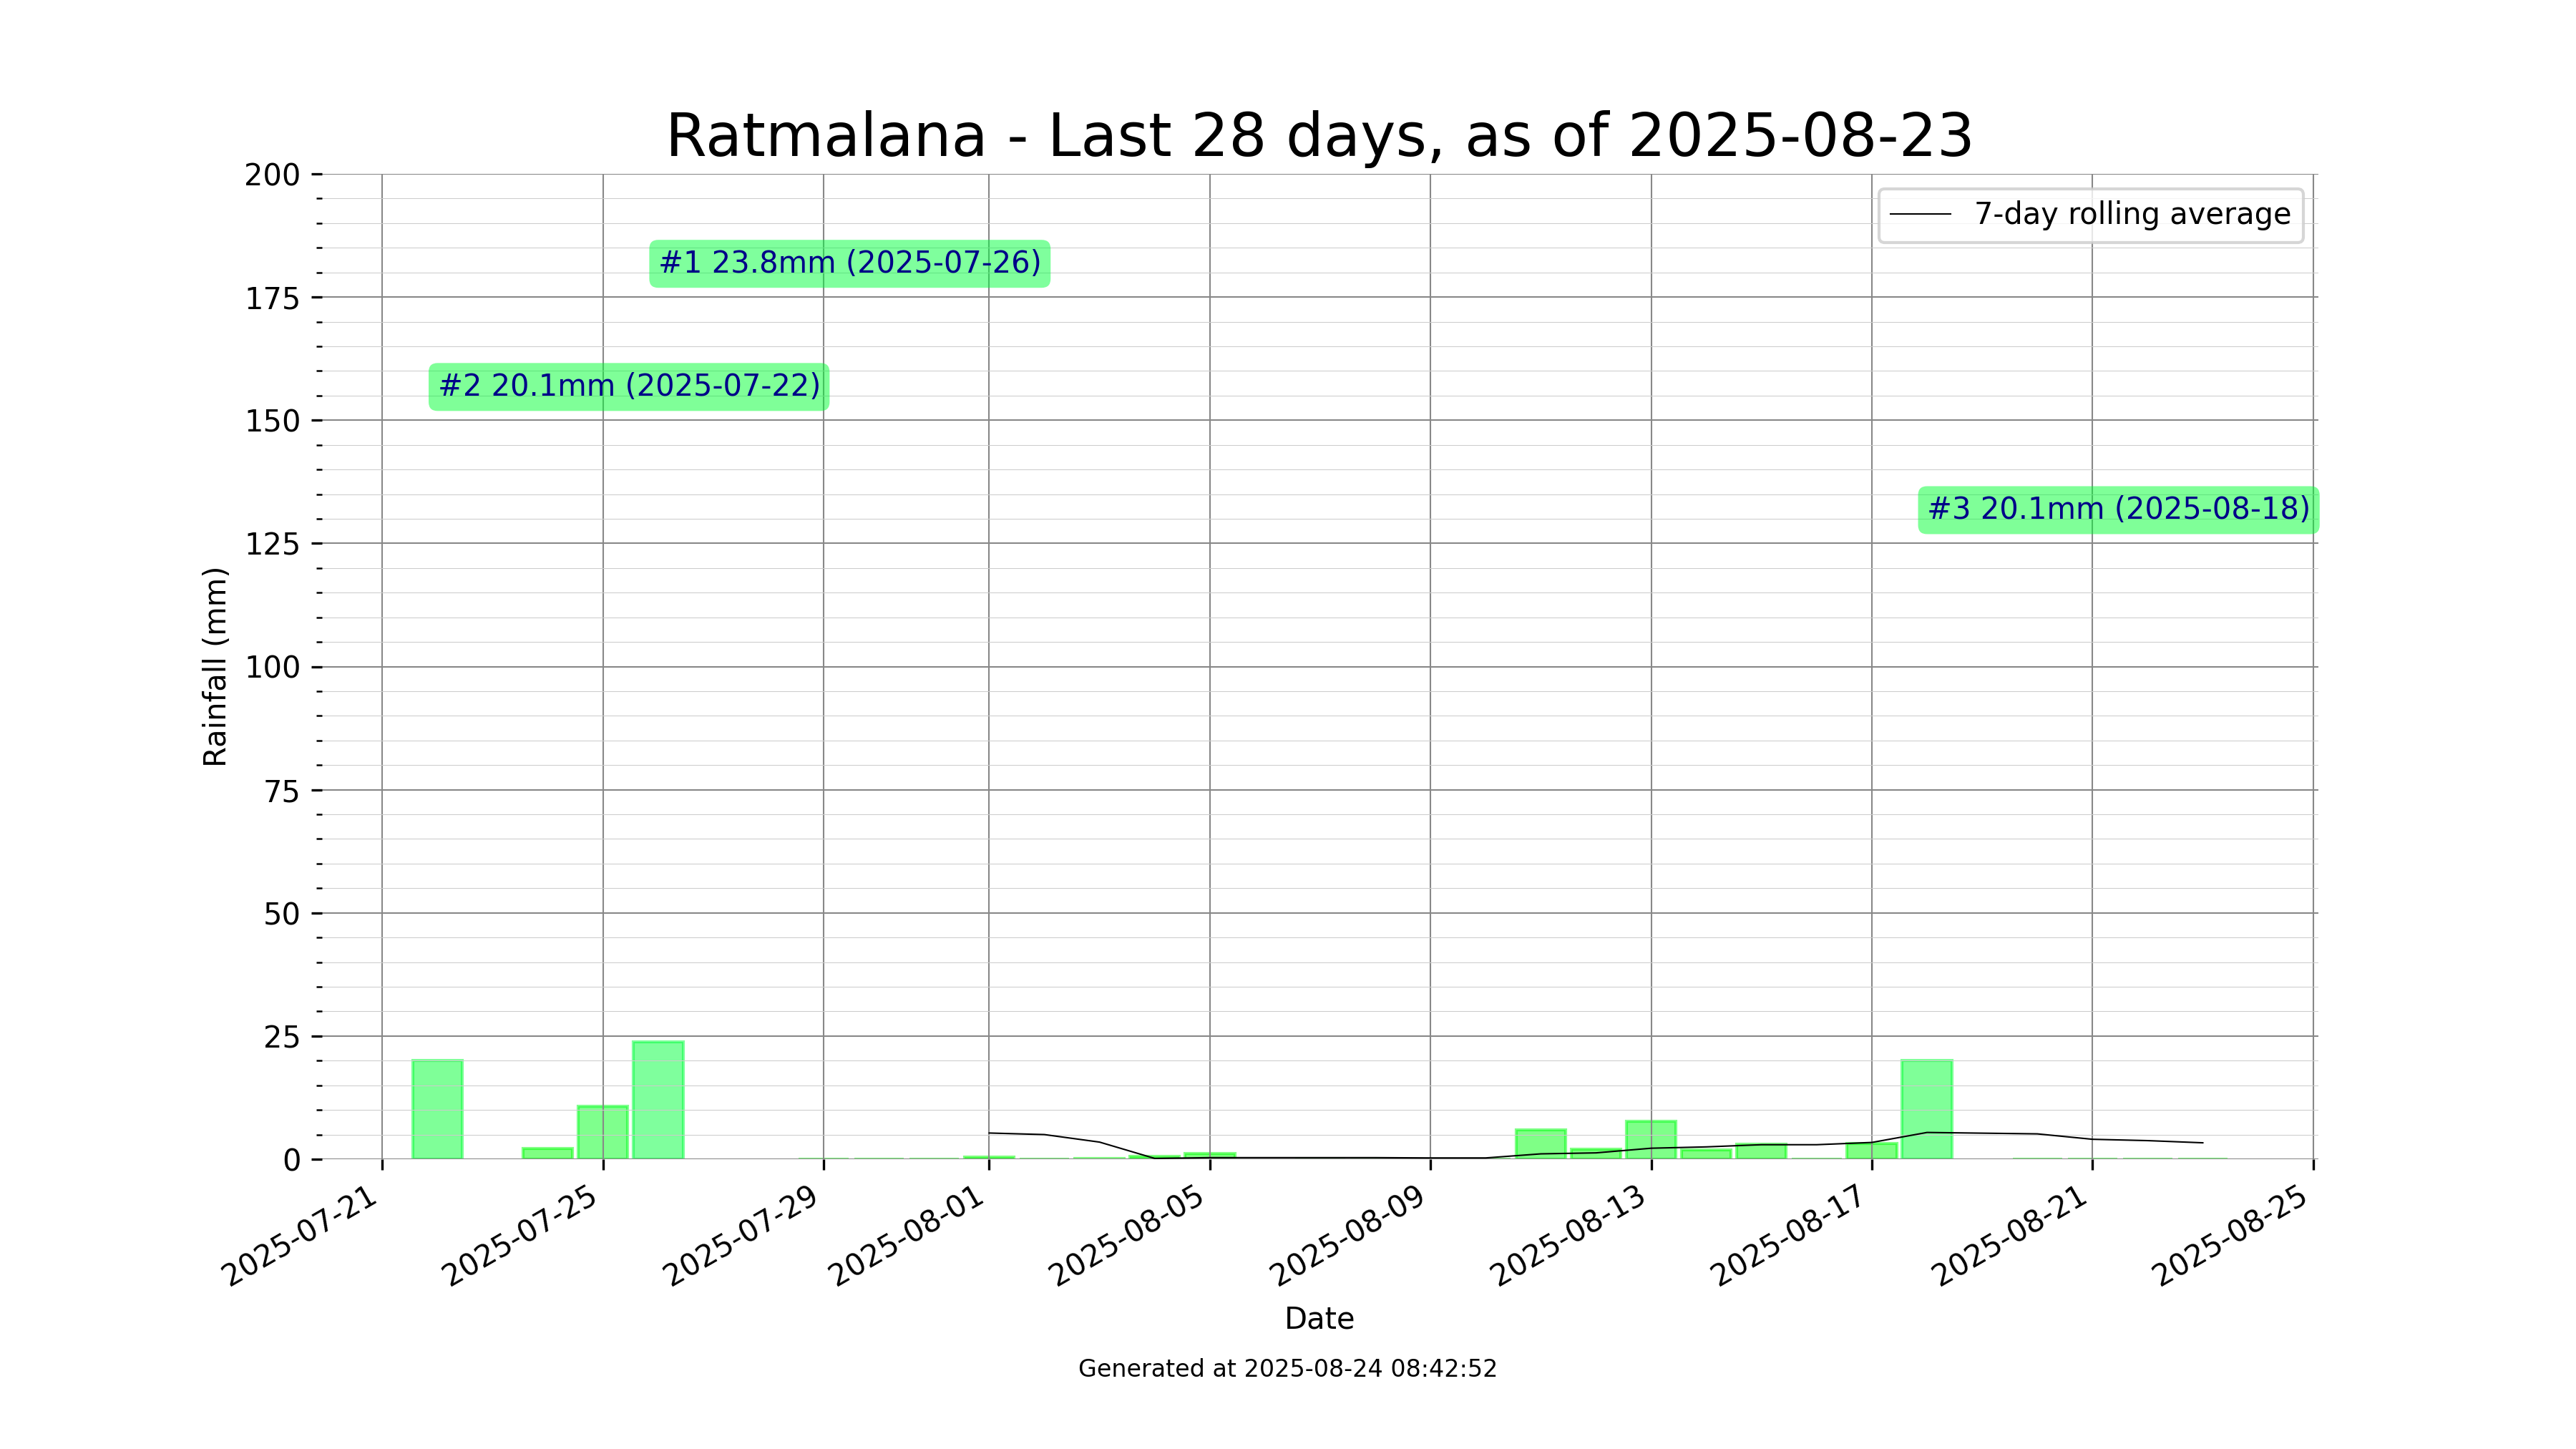 Ratmalana - Last 28 days, as of 2025-08-23
7-day rolling average
#1 23.8mm (2025-07-26)
#2 20.1mm (2025-07-22)
#3 20.1mm (2025-08-18)
Rainfall (mm)
200
175
150
125
100
75
50
25
0
2025-07-21
2025-07-25
2025-07-29
2025-08-01
2025-08-05
2025-08-09
2025-08-13
2025-08-17
2025-08-21
2025-08-25
Date
Generated at 2025-08-24 08:42:52